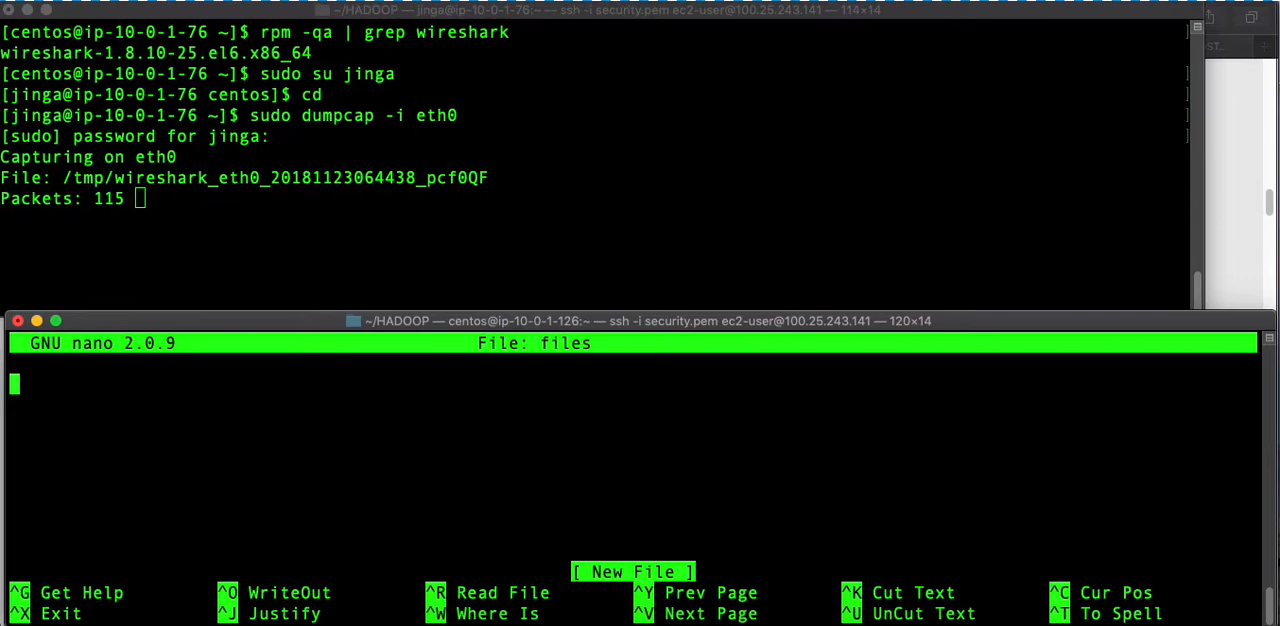 ~/HADOOP — jinga@ip-10-0-1-76:~ — ssh -i security.pem ec2-user@100.25.243.141 — 114×14
[centos@ip-10-0-1-76 ~]$ rpm -qa | grep wireshark
wireshark-1.8.10-25.el6.x86_64
[centos@ip-10-0-1-76 ~]$ sudo su jinga
[jinga@ip-10-0-1-76 centos]$ cd
[jinga@ip-10-0-1-76 ~]$ sudo dumpcap -i eth0
[sudo] password for jinga:
Capturing on eth0
File: /tmp/wireshark_eth0_20181123064438_pcf0QF
Packets: 115
~/HADOOP — centos@ip-10-0-1-126:~ — ssh -i security.pem ec2-user@100.25.243.141 — 120×14
GNU nano 2.0.9 File: files
[ New File ]
^G Get Help ^O WriteOut ^R Read File ^Y Prev Page ^K Cut Text ^C Cur Pos
^X Exit ^J Justify ^W Where Is ^V Next Page ^U UnCut Text ^T To Spell